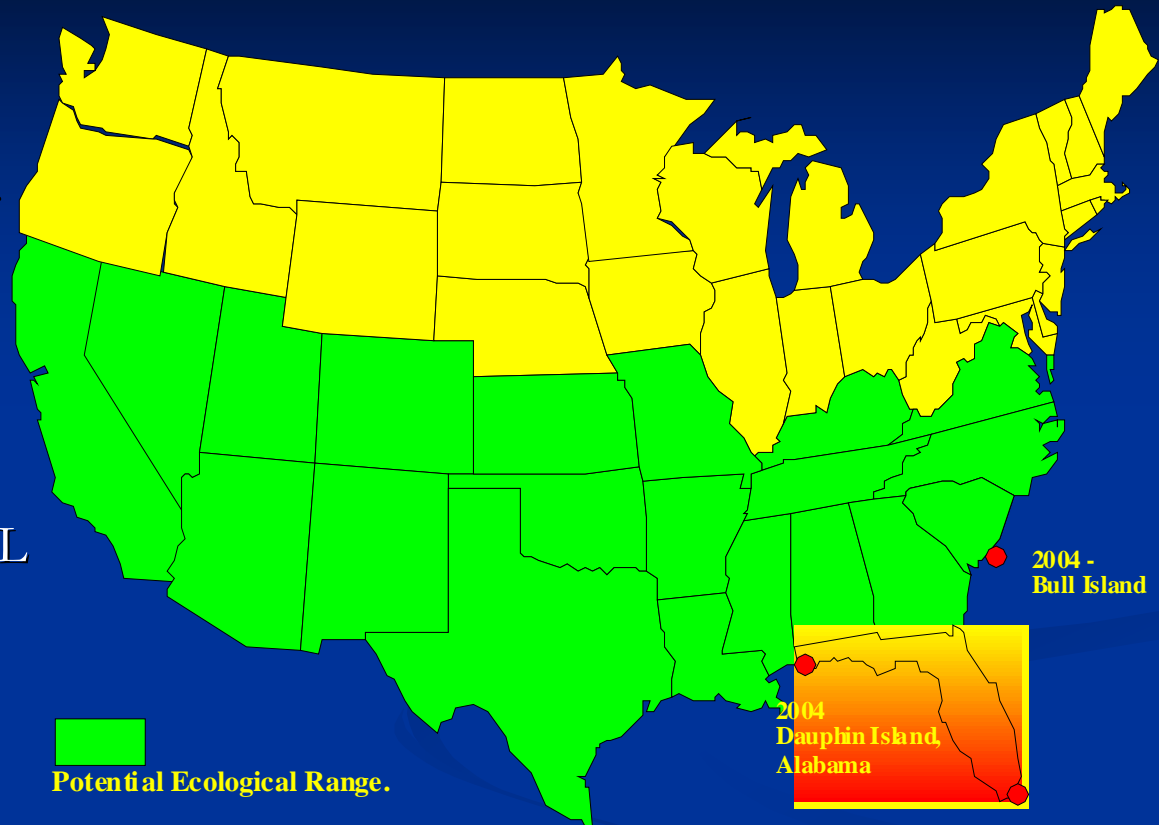 L
2004 -
Bull Island
2004
Dauphin Island,
Alabama
Potential Ecological Range.